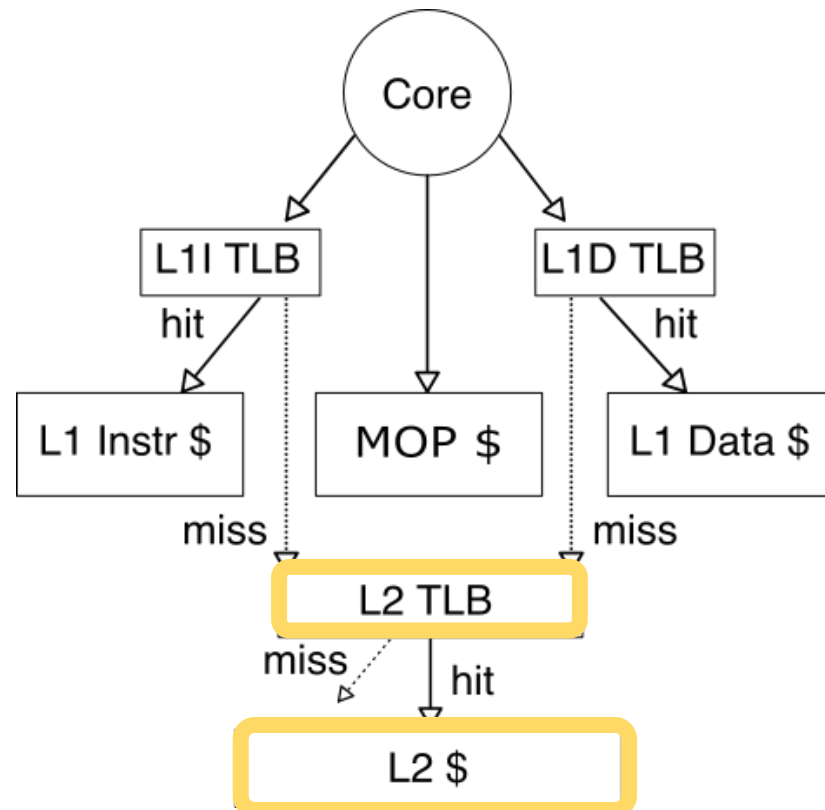 Core
L1I TLB
L1D TLB
hit
hit
L1 Instr $
MOP $
L1 Data $
miss
miss
L2 TLB
miss
hit
L2 $